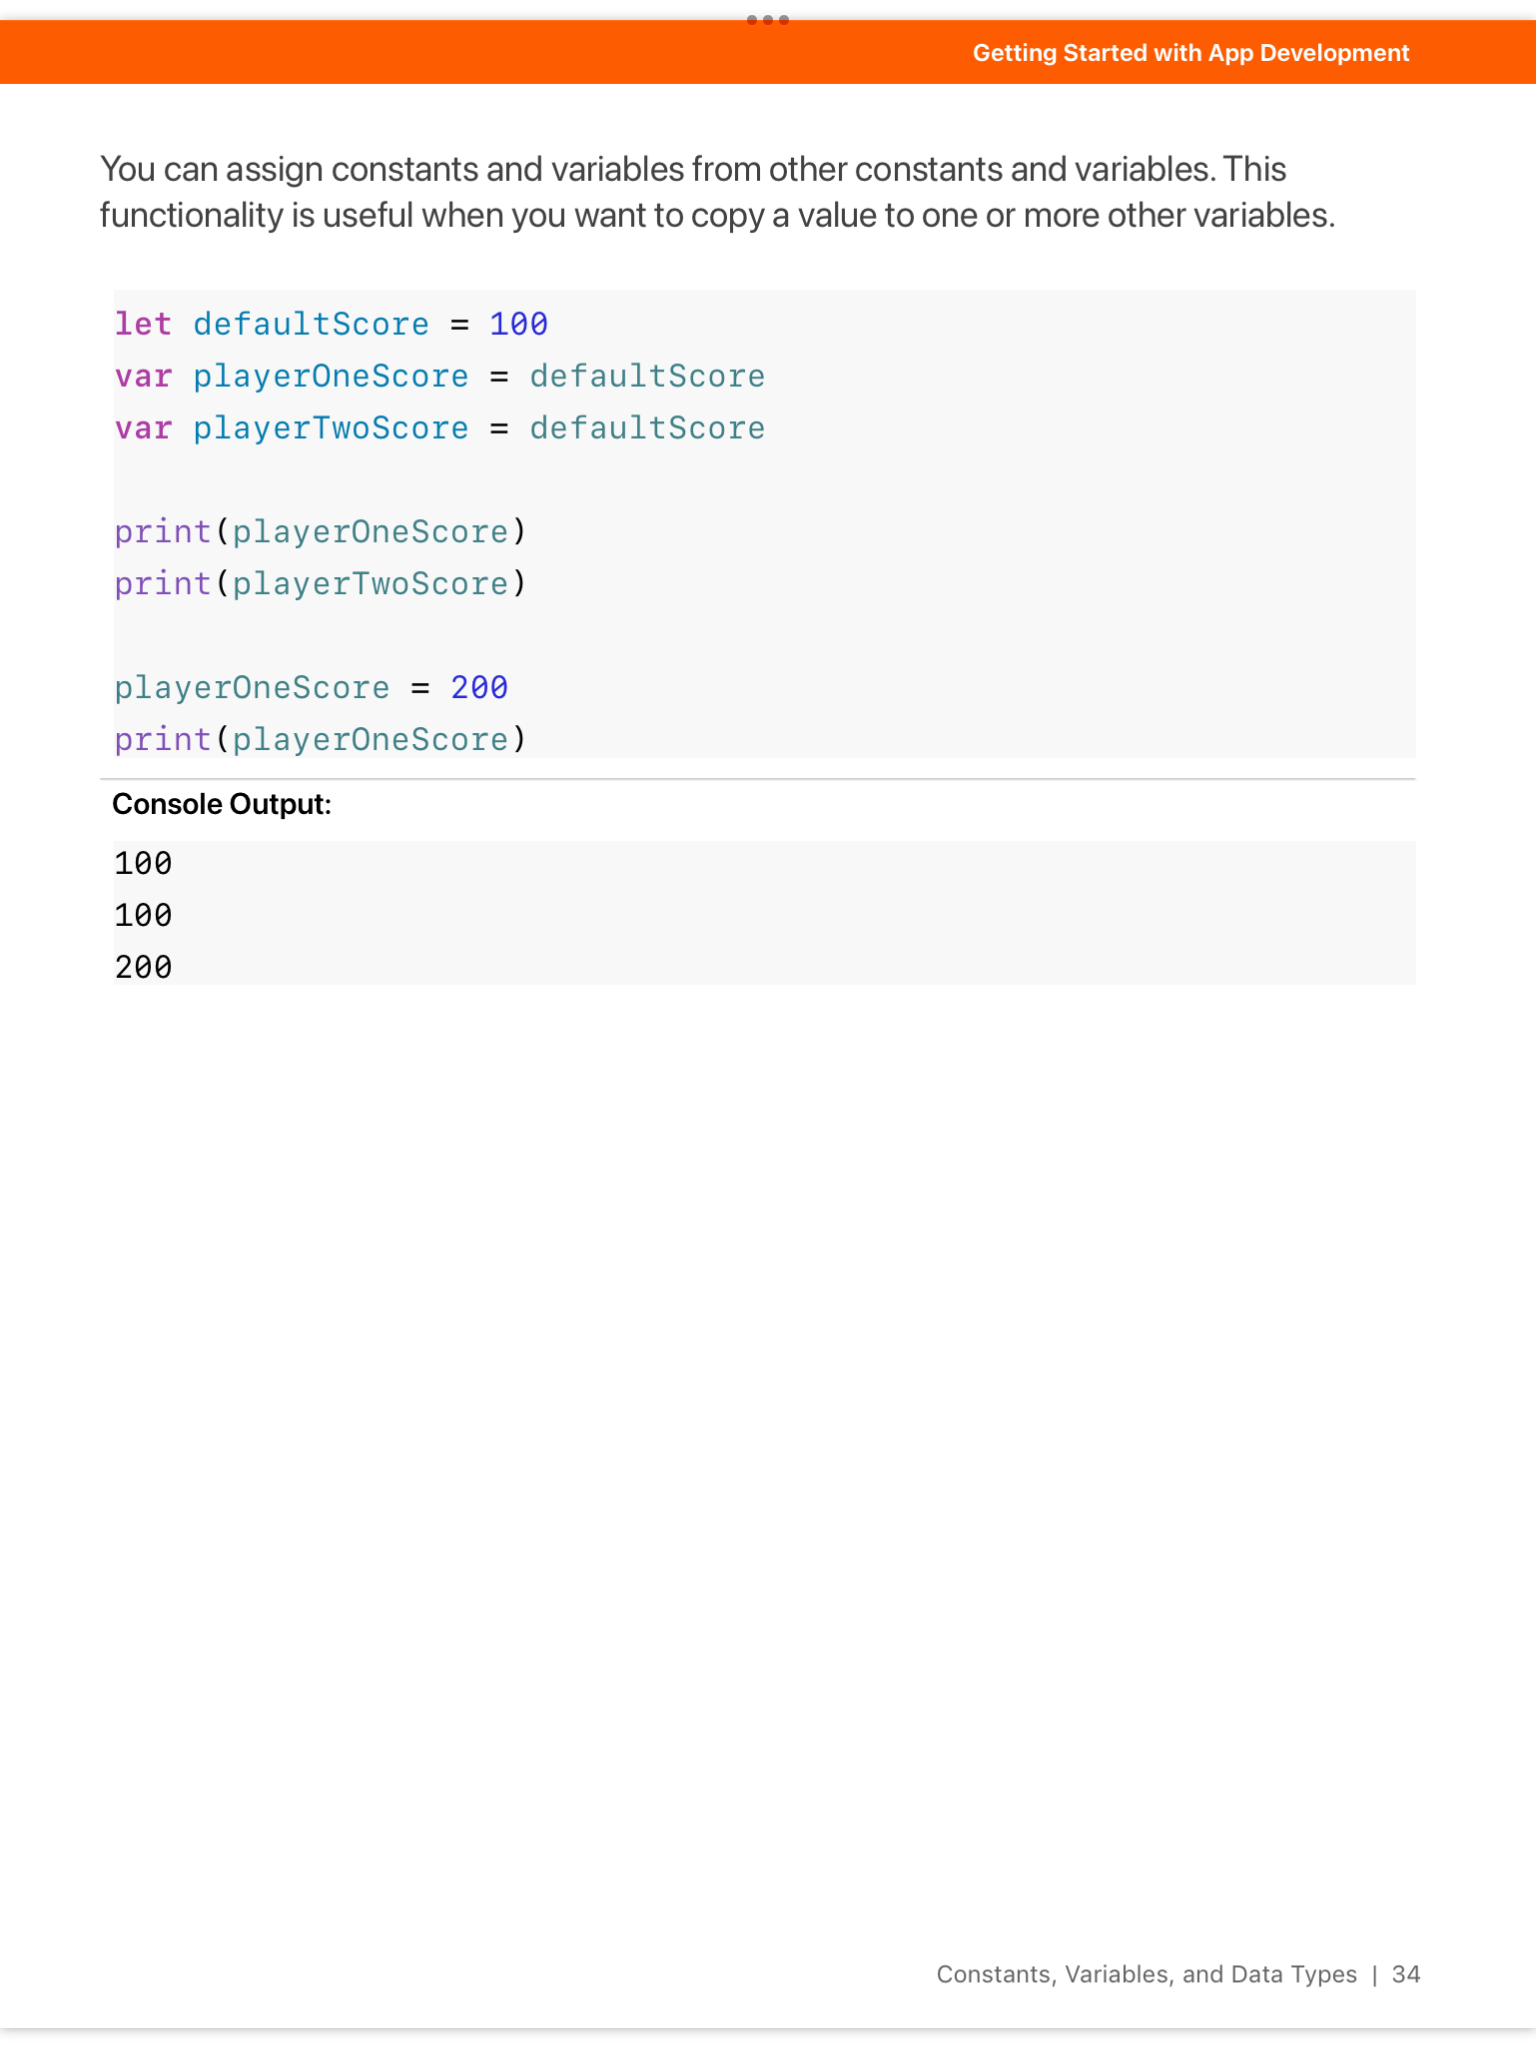 Getting Started with App Development
You can assign constants and variables from other constants and variables. This
functionality is useful when you want to copy a value to one or more other variables.
let defaultScore = 100
var playerOneScore = defaultScore
var playerTwoScore = defaultScore
print(playerOneScore)
print(playerTwoScore)
playerOneScore = 200
print(playerOneScore)
Console Output:
100
100
200
Constants, Variables, and Data Types | 34